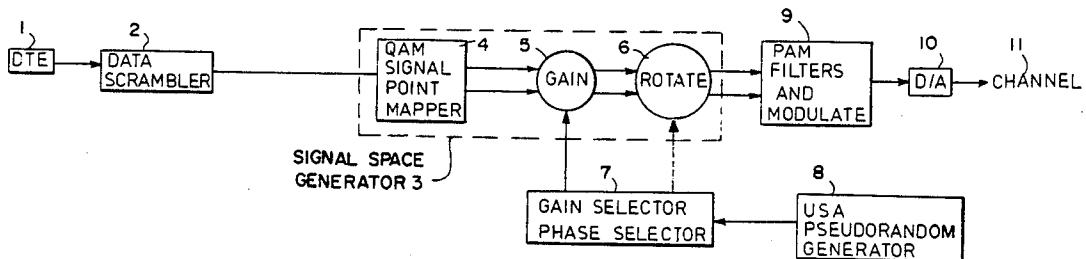 1
DTE
2
DATA
SCRAMBLER
QAM 4
SIGNAL
POINT
MAPPER
5
GAIN
6
ROTATE
SIGNAL SPACE
GENERATOR 3
7
GAIN SELECTOR
PHASE SELECTOR
8
USA
PSEUDORANDOM
GENERATOR
9
PAM
FILTERS
AND
MODULATE
10
D/A
11
CHANNEL